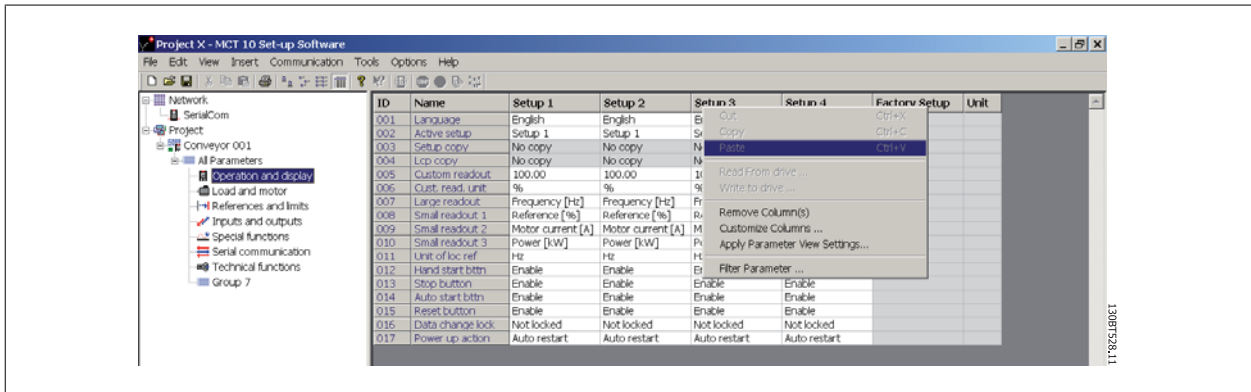 Project X - MCT 10 Set-up Software
File Edit View Insert Communication Tools Options Help
Network
SerialCom
Project
Conveyor 001
All Parameters
Operation and display
Load and motor
References and limits
Inputs and outputs
Special functions
Serial communication
Technical functions
Group 7
ID Name Setup 1 Setup 2 Setup 3 Setup 4 Factory Setup Unit
001 Language English English
002 Active setup Setup 1 Setup 1
003 Setup copy No copy No copy
004 Lcp copy No copy No copy
005 Custom readout 100.00 100.00
006 Cust. read. unit % %
007 Large readout Frequency [Hz] Frequency [Hz]
008 Small readout 1 Reference [%] Reference [%]
009 Small readout 2 Motor current [A] Motor current [A]
010 Small readout 3 Power [kW] Power [kW]
011 Unit of loc ref Hz Hz
012 Hand start bttn Enable Enable
013 Stop button Enable Enable Enable Enable
014 Auto start bttn Enable Enable Enable Enable
015 Reset button Enable Enable Enable Enable
016 Data change lock Not locked Not locked Not locked Not locked
017 Power up action Auto restart Auto restart Auto restart Auto restart
Cut Ctrl+X
Copy Ctrl+C
Paste Ctrl+V
Read From drive ...
Write to drive ...
Remove Column(s)
Customize Columns ...
Apply Parameter View Settings...
Filter Parameter ...
130BT528.11